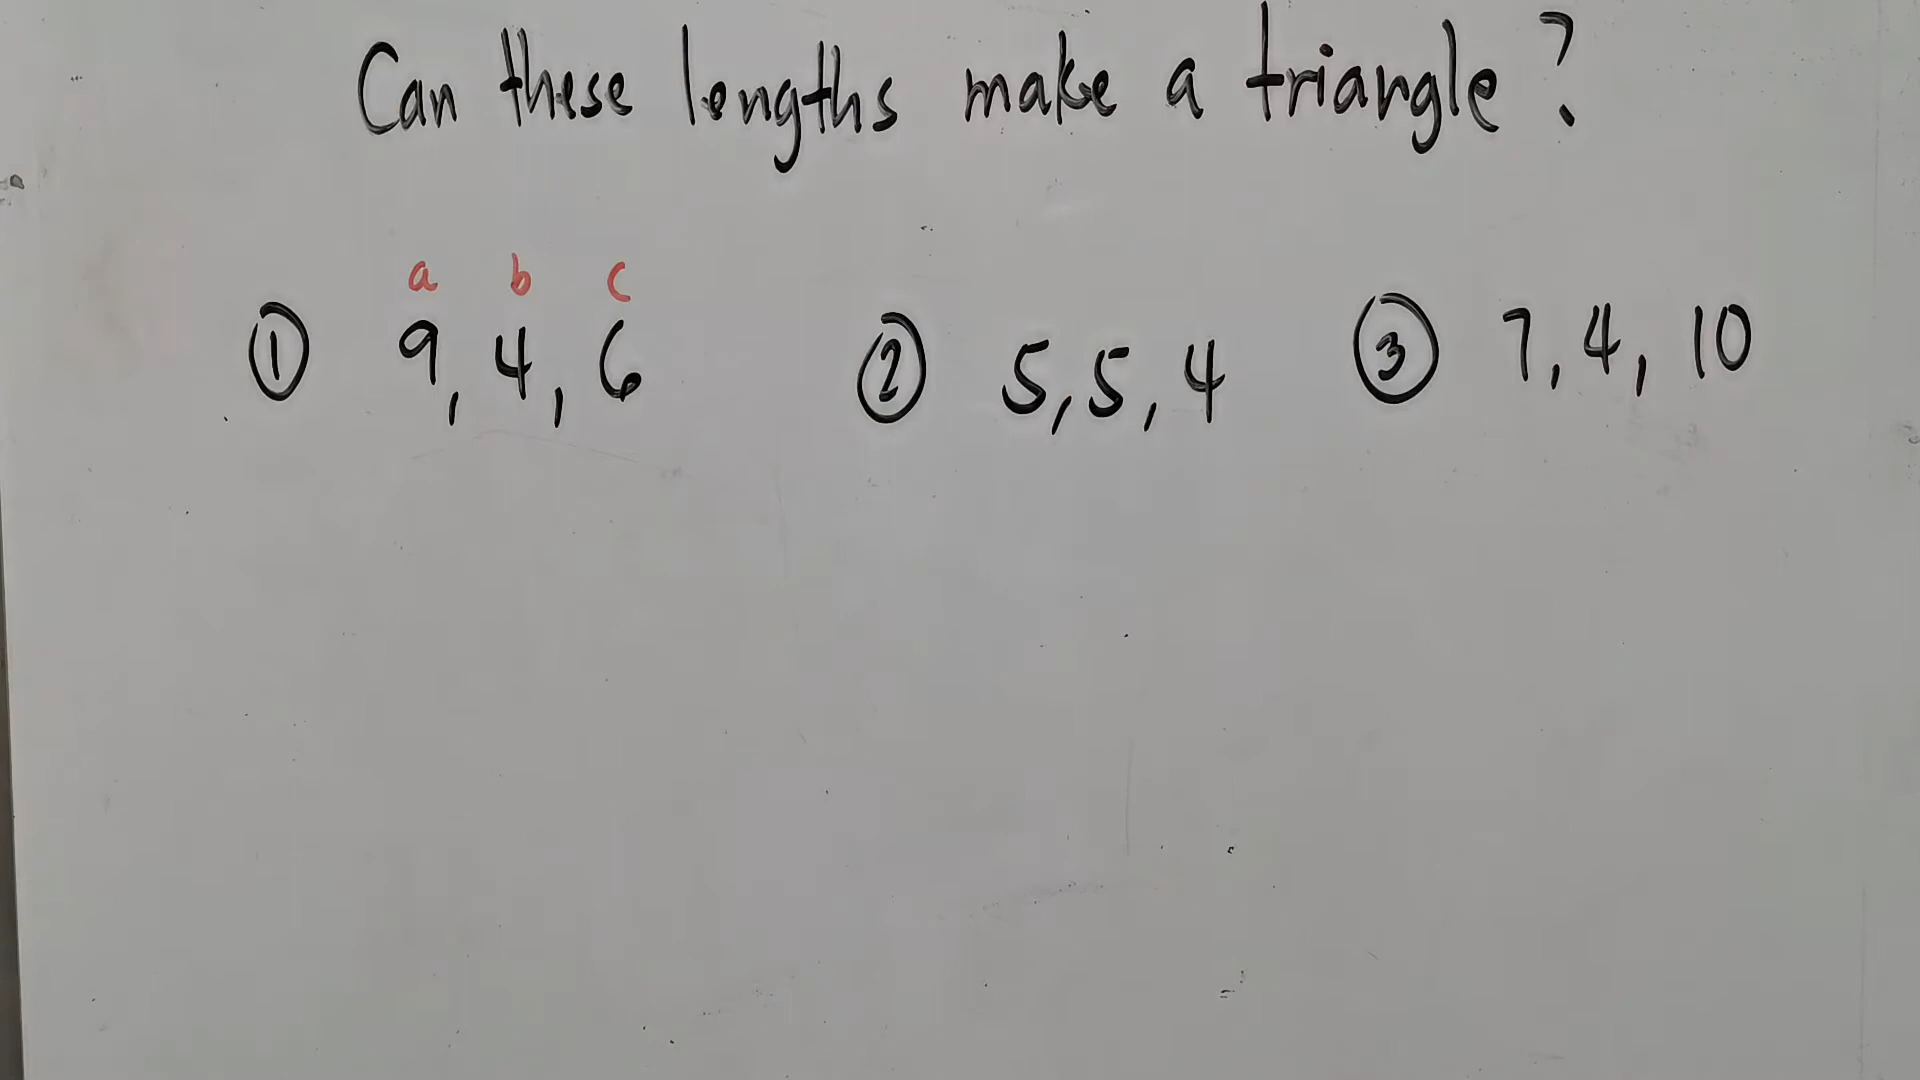 Can these lengths make a triangle?
a b c
① 9, 4, 6 ② 5, 5, 4 ③ 7, 4, 10